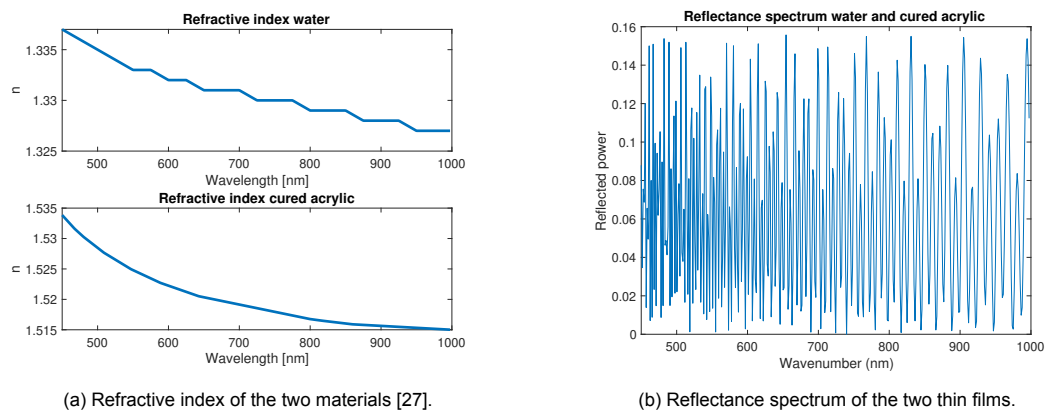 Refractive index water
1.335
1.33
1.325
n
500 600 700 800 900 1000
Wavelength [nm]
Refractive index cured acrylic
1.535
1.53
1.525
1.52
1.515
n
500 600 700 800 900 1000
Wavelength [nm]
(a) Refractive index of the two materials [27].
Reflectance spectrum water and cured acrylic
0.16
0.14
0.12
0.1
0.08
0.06
0.04
0.02
0
Reflected power
500 600 700 800 900 1000
Wavenumber (nm)
(b) Reflectance spectrum of the two thin films.